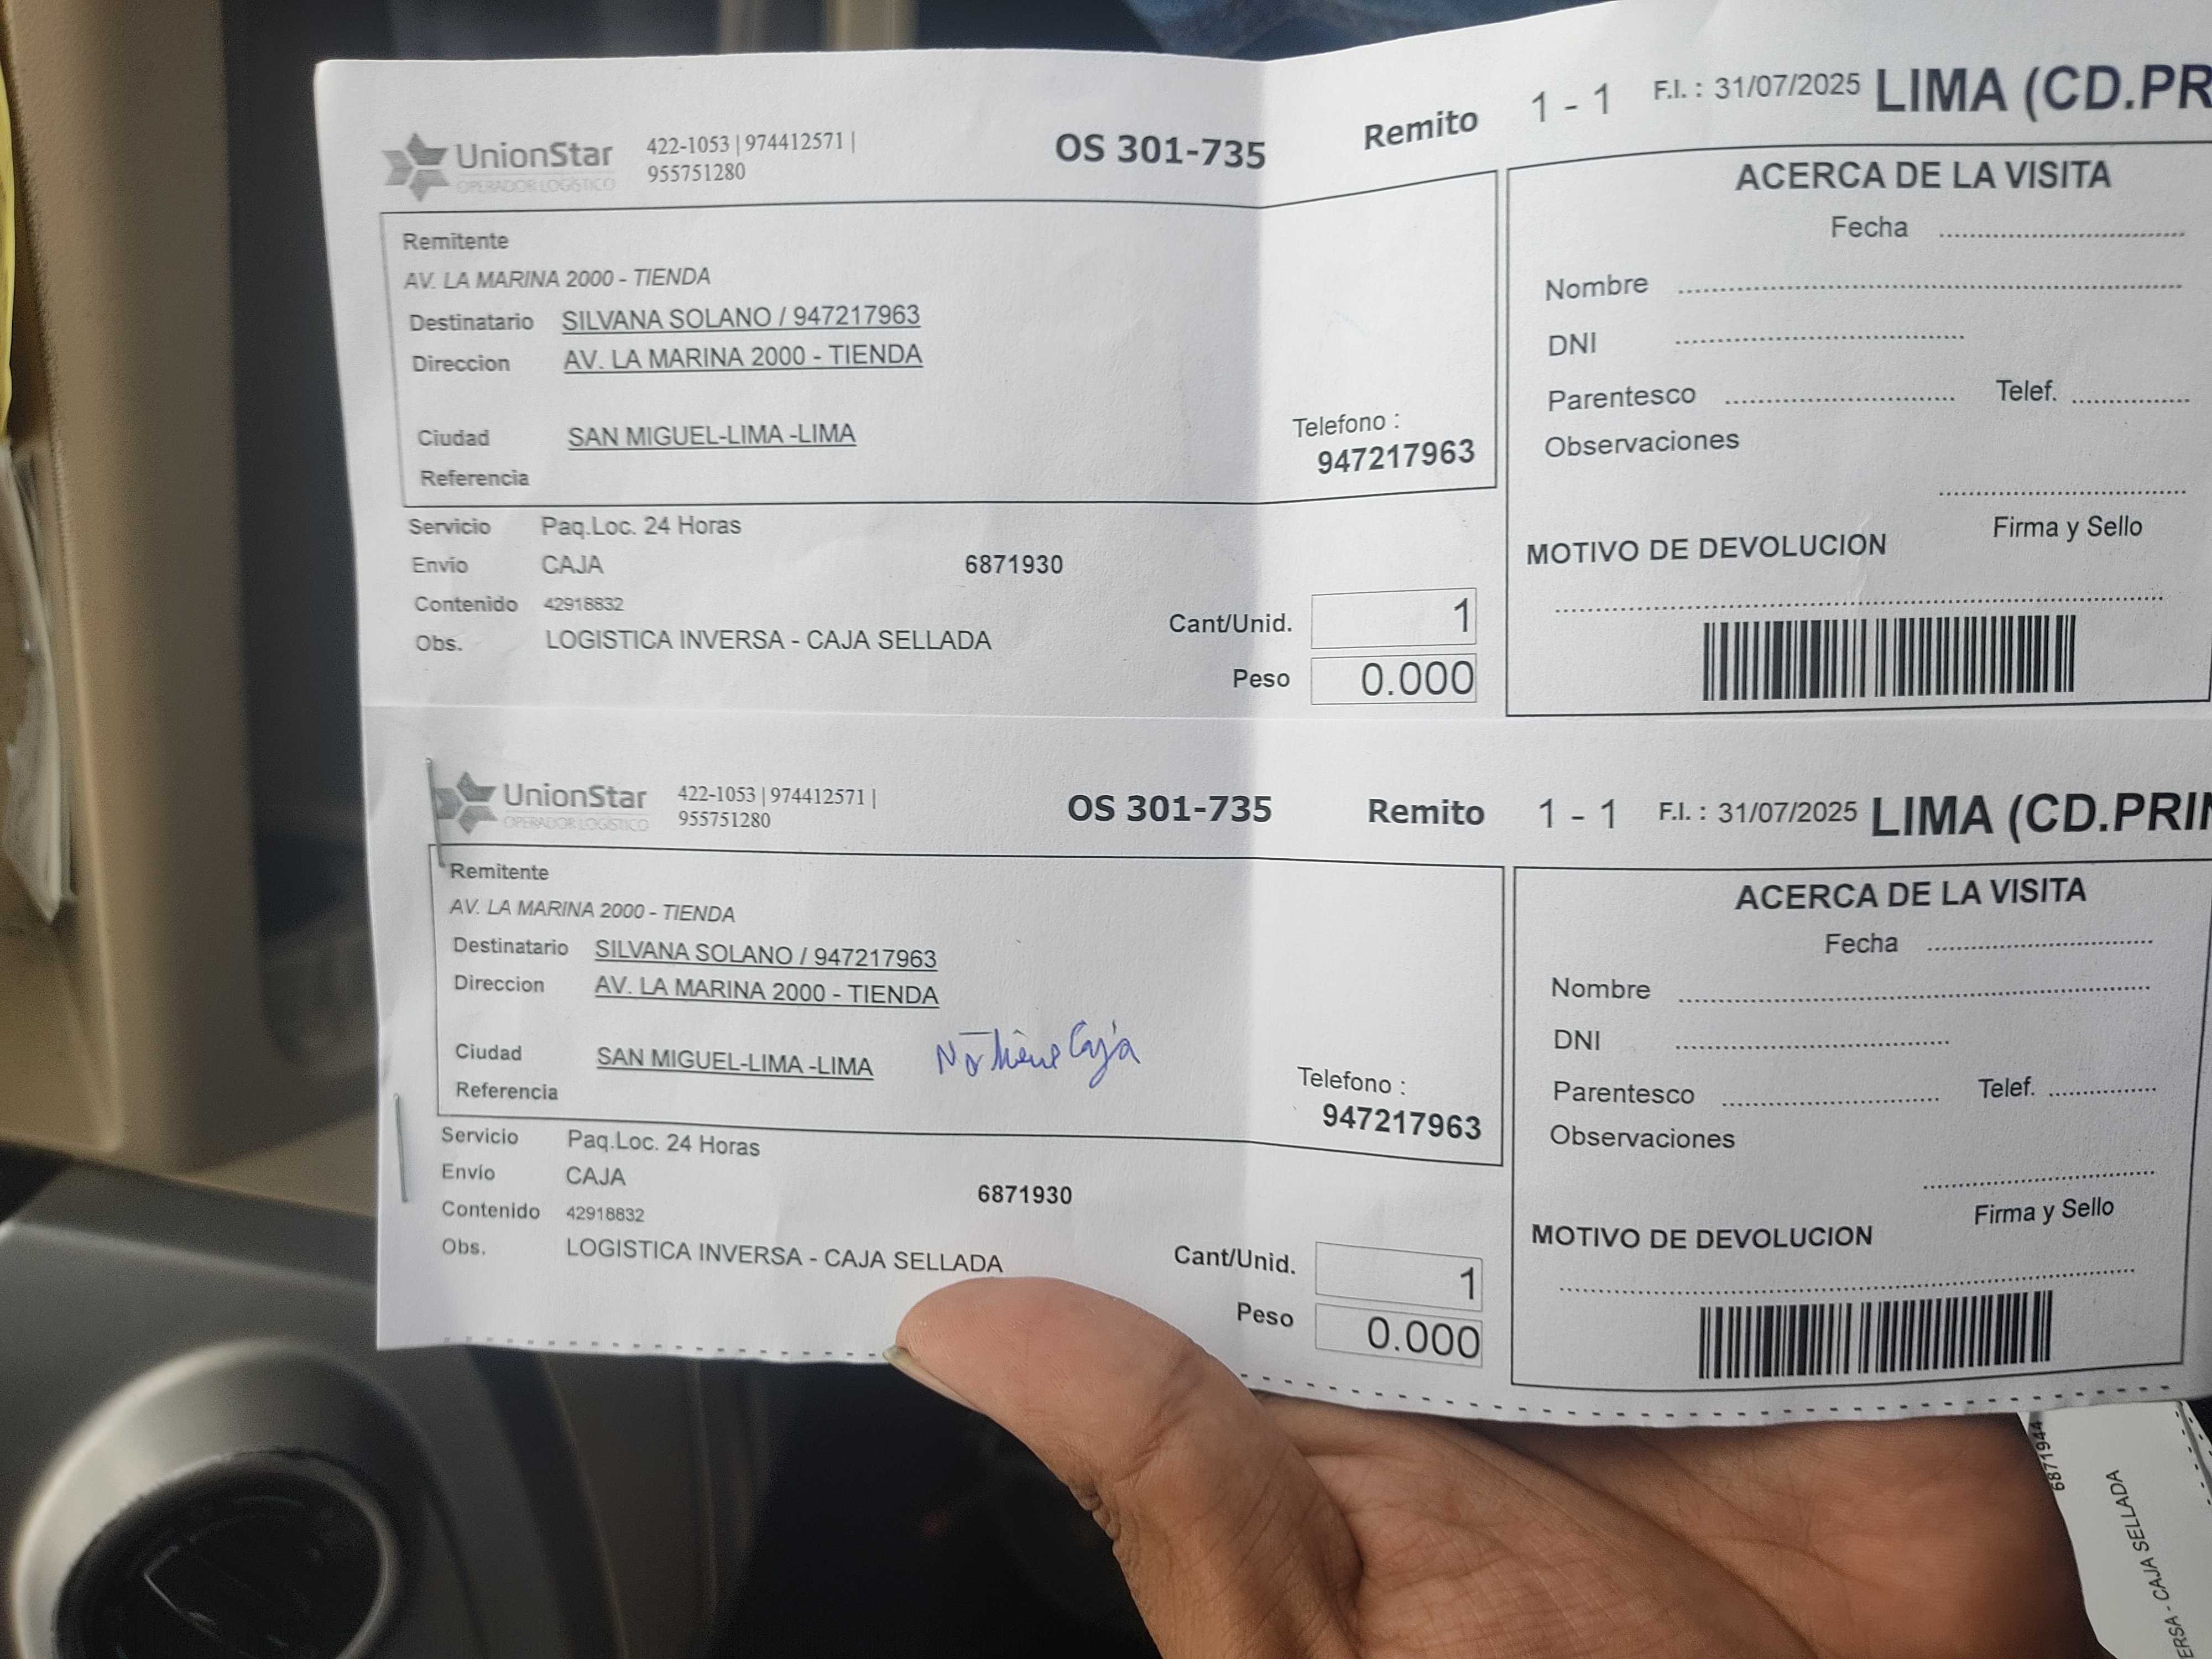 UnionStar
OPERADOR LOGISTICO
422-1053 | 974412571 |
955751280
OS 301-735
Remito 1 - 1 F.I. : 31/07/2025 LIMA (CD.PR
Remitente
AV. LA MARINA 2000 - TIENDA
Destinatario SILVANA SOLANO / 947217963
Direccion AV. LA MARINA 2000 - TIENDA
Ciudad SAN MIGUEL-LIMA -LIMA
Referencia
Telefono :
947217963
Servicio Paq.Loc. 24 Horas
Envío CAJA 6871930
Contenido 42918832
Obs. LOGISTICA INVERSA - CAJA SELLADA
Cant/Unid. 1
Peso 0.000
ACERCA DE LA VISITA
Fecha
Nombre
DNI
Parentesco Telef.
Observaciones
Firma y Sello
MOTIVO DE DEVOLUCION
UnionStar
OPERADOR LOGISTICO
422-1053 | 974412571 |
955751280
OS 301-735
Remito 1 - 1 F.I. : 31/07/2025 LIMA (CD.PRIN
Remitente
AV. LA MARINA 2000 - TIENDA
Destinatario SILVANA SOLANO / 947217963
Direccion AV. LA MARINA 2000 - TIENDA
Ciudad SAN MIGUEL-LIMA -LIMA
No tiene Caja
Referencia
Telefono :
947217963
Servicio Paq.Loc. 24 Horas
Envío CAJA 6871930
Contenido 42918832
Obs. LOGISTICA INVERSA - CAJA SELLADA
Cant/Unid. 1
Peso 0.000
ACERCA DE LA VISITA
Fecha
Nombre
DNI
Parentesco Telef.
Observaciones
Firma y Sello
MOTIVO DE DEVOLUCION
6871944
ERSA - CAJA SELLADA